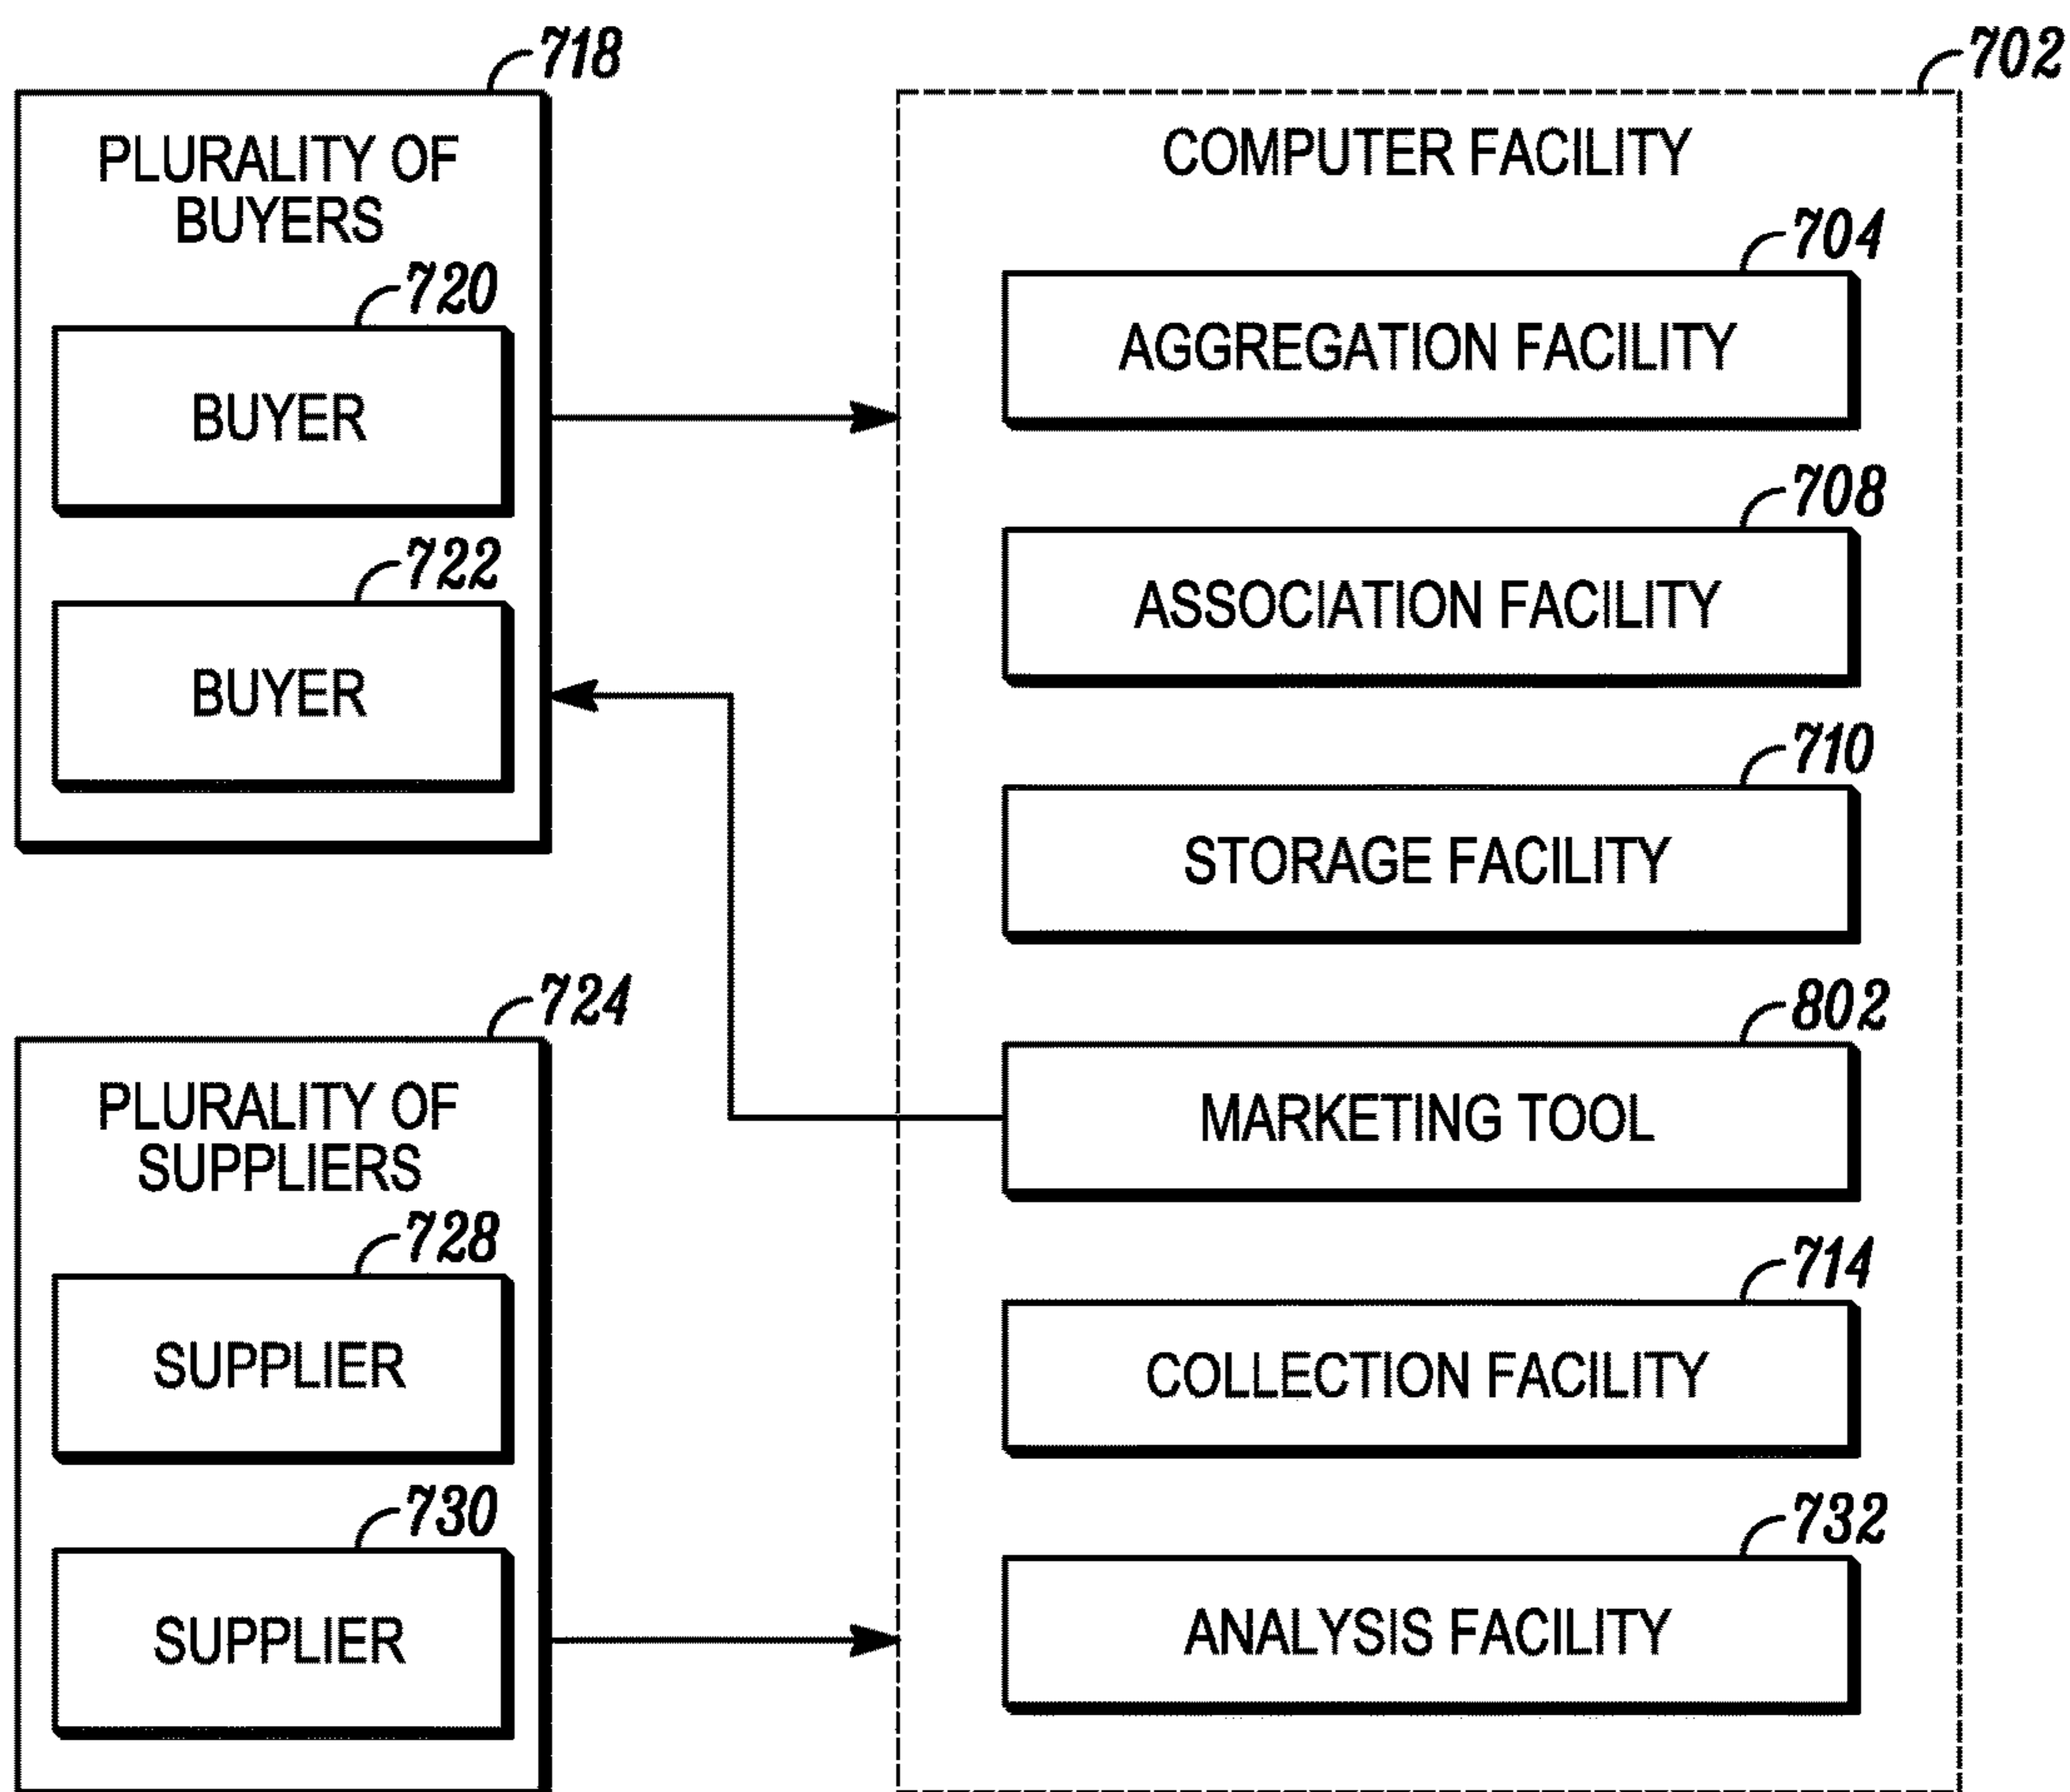 718
PLURALITY OF
BUYERS
720
BUYER
722
BUYER
724
PLURALITY OF
SUPPLIERS
728
SUPPLIER
730
SUPPLIER
702
COMPUTER FACILITY
704
AGGREGATION FACILITY
708
ASSOCIATION FACILITY
710
STORAGE FACILITY
802
MARKETING TOOL
714
COLLECTION FACILITY
732
ANALYSIS FACILITY